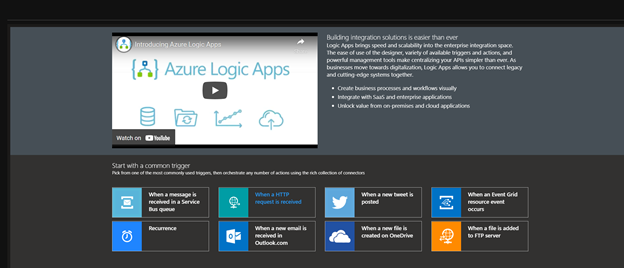 Introducing Azure Logic Apps
Azure Logic Apps
Watch on YouTube
Building integration solutions is easier than ever
Logic Apps brings speed and scalability into the enterprise integration space.
The ease of use of the designer, variety of available triggers and actions, and
powerful management tools make centralizing your APIs simpler than ever. As
businesses move towards digitalization, Logic Apps allows you to connect legacy
and cutting-edge systems together.
• Create business processes and workflows visually
• Integrate with SaaS and enterprise applications
• Unlock value from on-premises and cloud applications
Start with a common trigger
Pick from one of the most commonly used triggers, then orchestrate any number of actions using the rich collection of connectors
When a message is
received in a Service
Bus queue
When a HTTP
request is received
When a new tweet is
posted
When an Event Grid
resource event
occurs
Recurrence
When a new email is
received in
Outlook.com
When a new file is
created on OneDrive
When a file is added
to FTP server